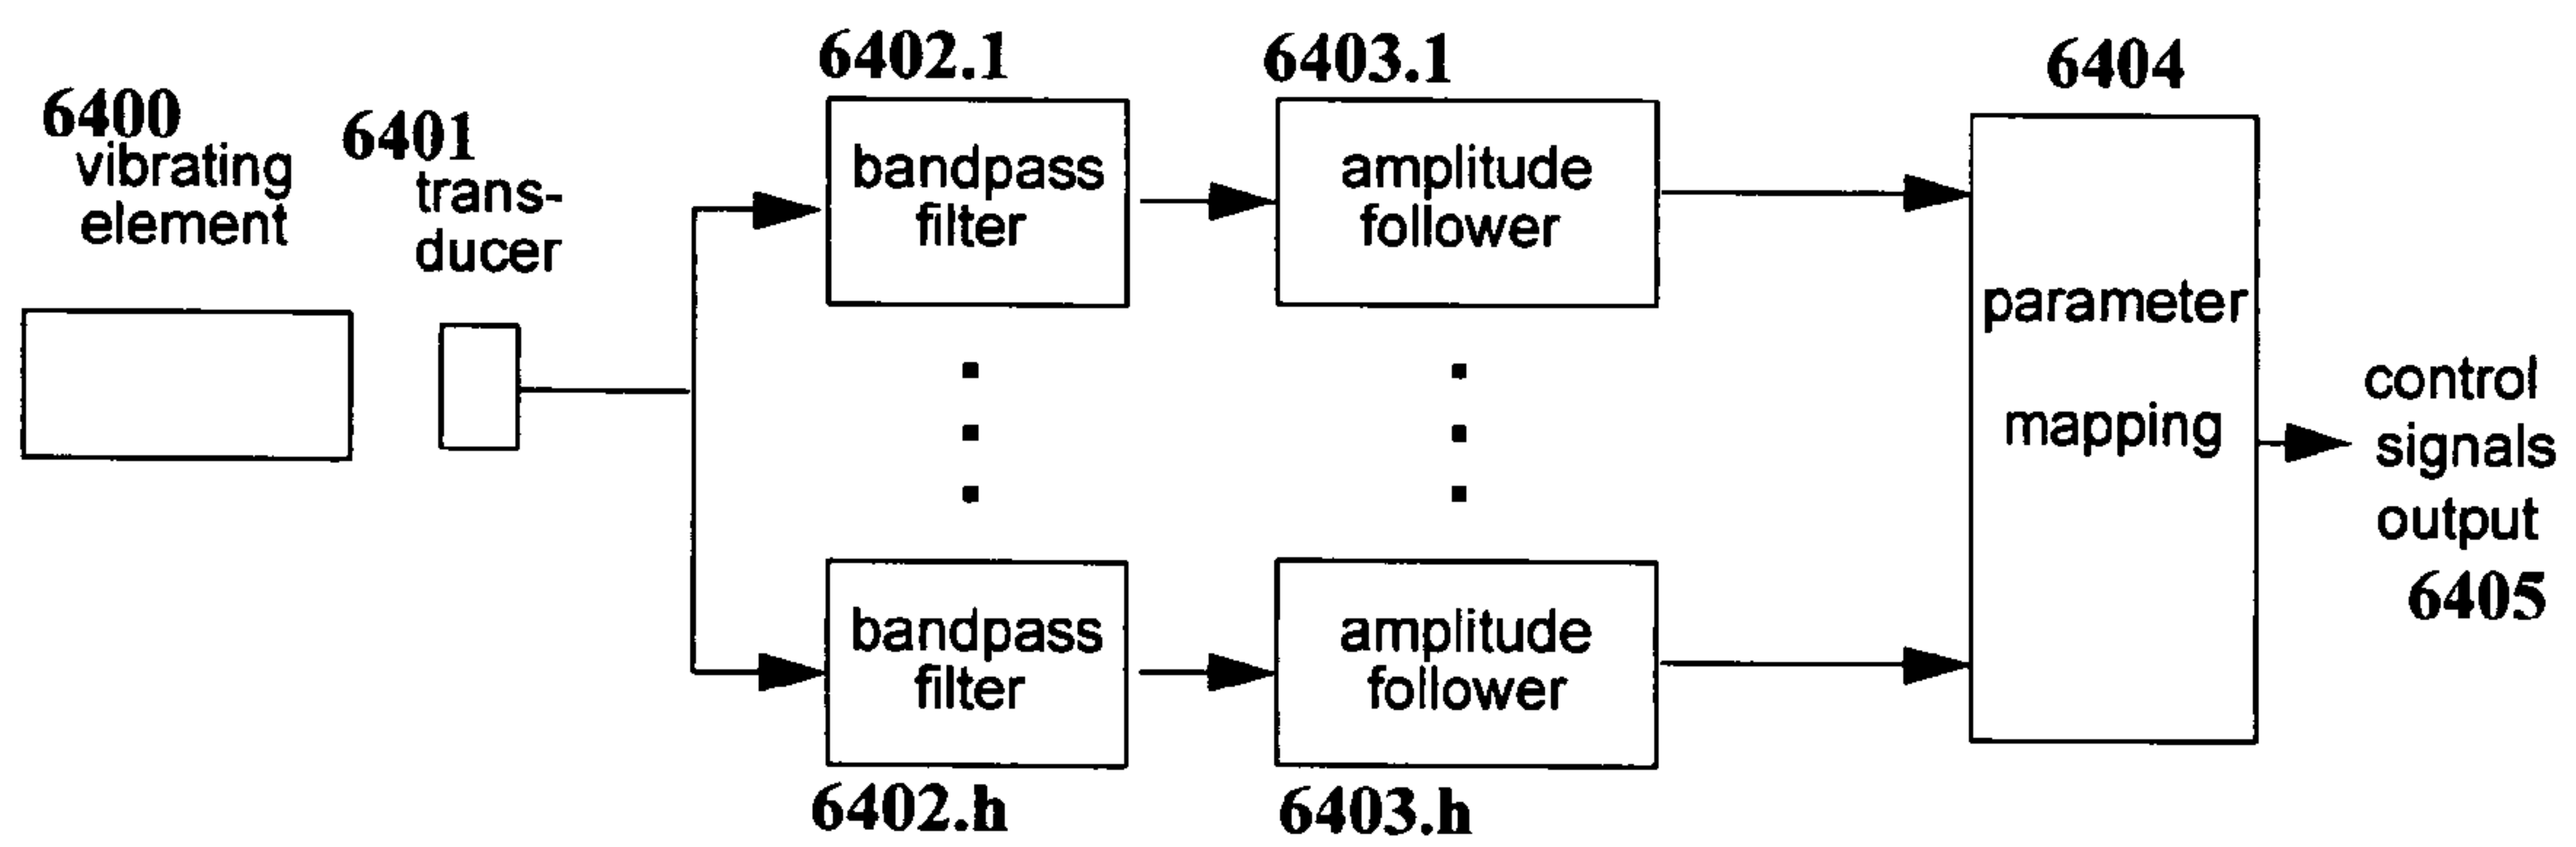 6400
vibrating
element
6401
trans-
ducer
6402.1
bandpass
filter
6403.1
amplitude
follower
6404
parameter
mapping
control
signals
output
6405
bandpass
filter
6402.h
amplitude
follower
6403.h